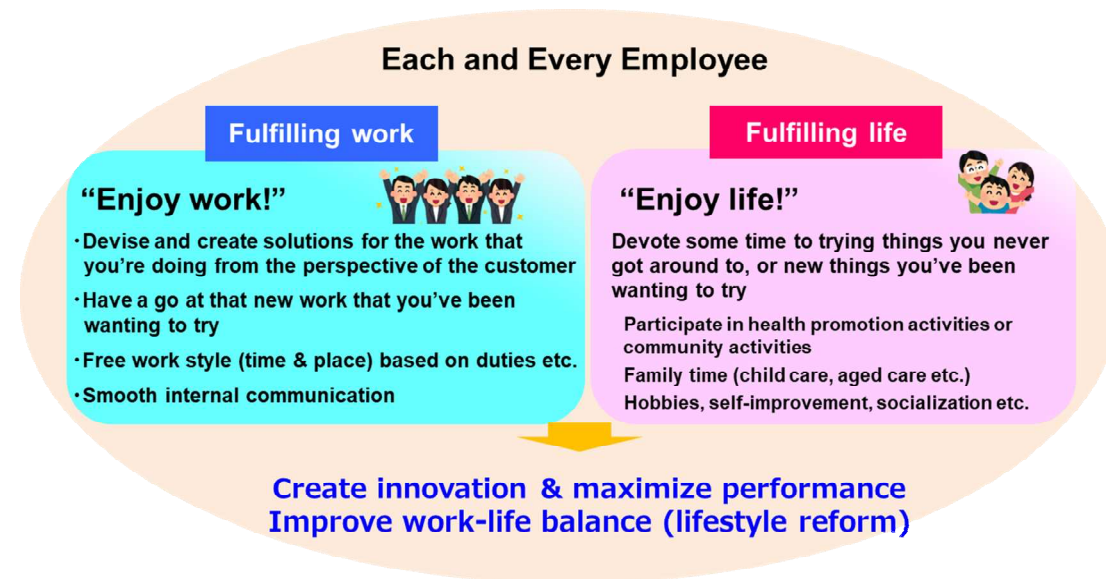 Each and Every Employee
Fulfilling work
“Enjoy work!”
・Devise and create solutions for the work that
you’re doing from the perspective of the customer
・Have a go at that new work that you’ve been
wanting to try
・Free work style (time & place) based on duties etc.
・Smooth internal communication
Fulfilling life
“Enjoy life!”
Devote some time to trying things you never
got around to, or new things you’ve been
wanting to try
Participate in health promotion activities or
community activities
Family time (child care, aged care etc.)
Hobbies, self-improvement, socialization etc.
Create innovation & maximize performance
Improve work-life balance (lifestyle reform)